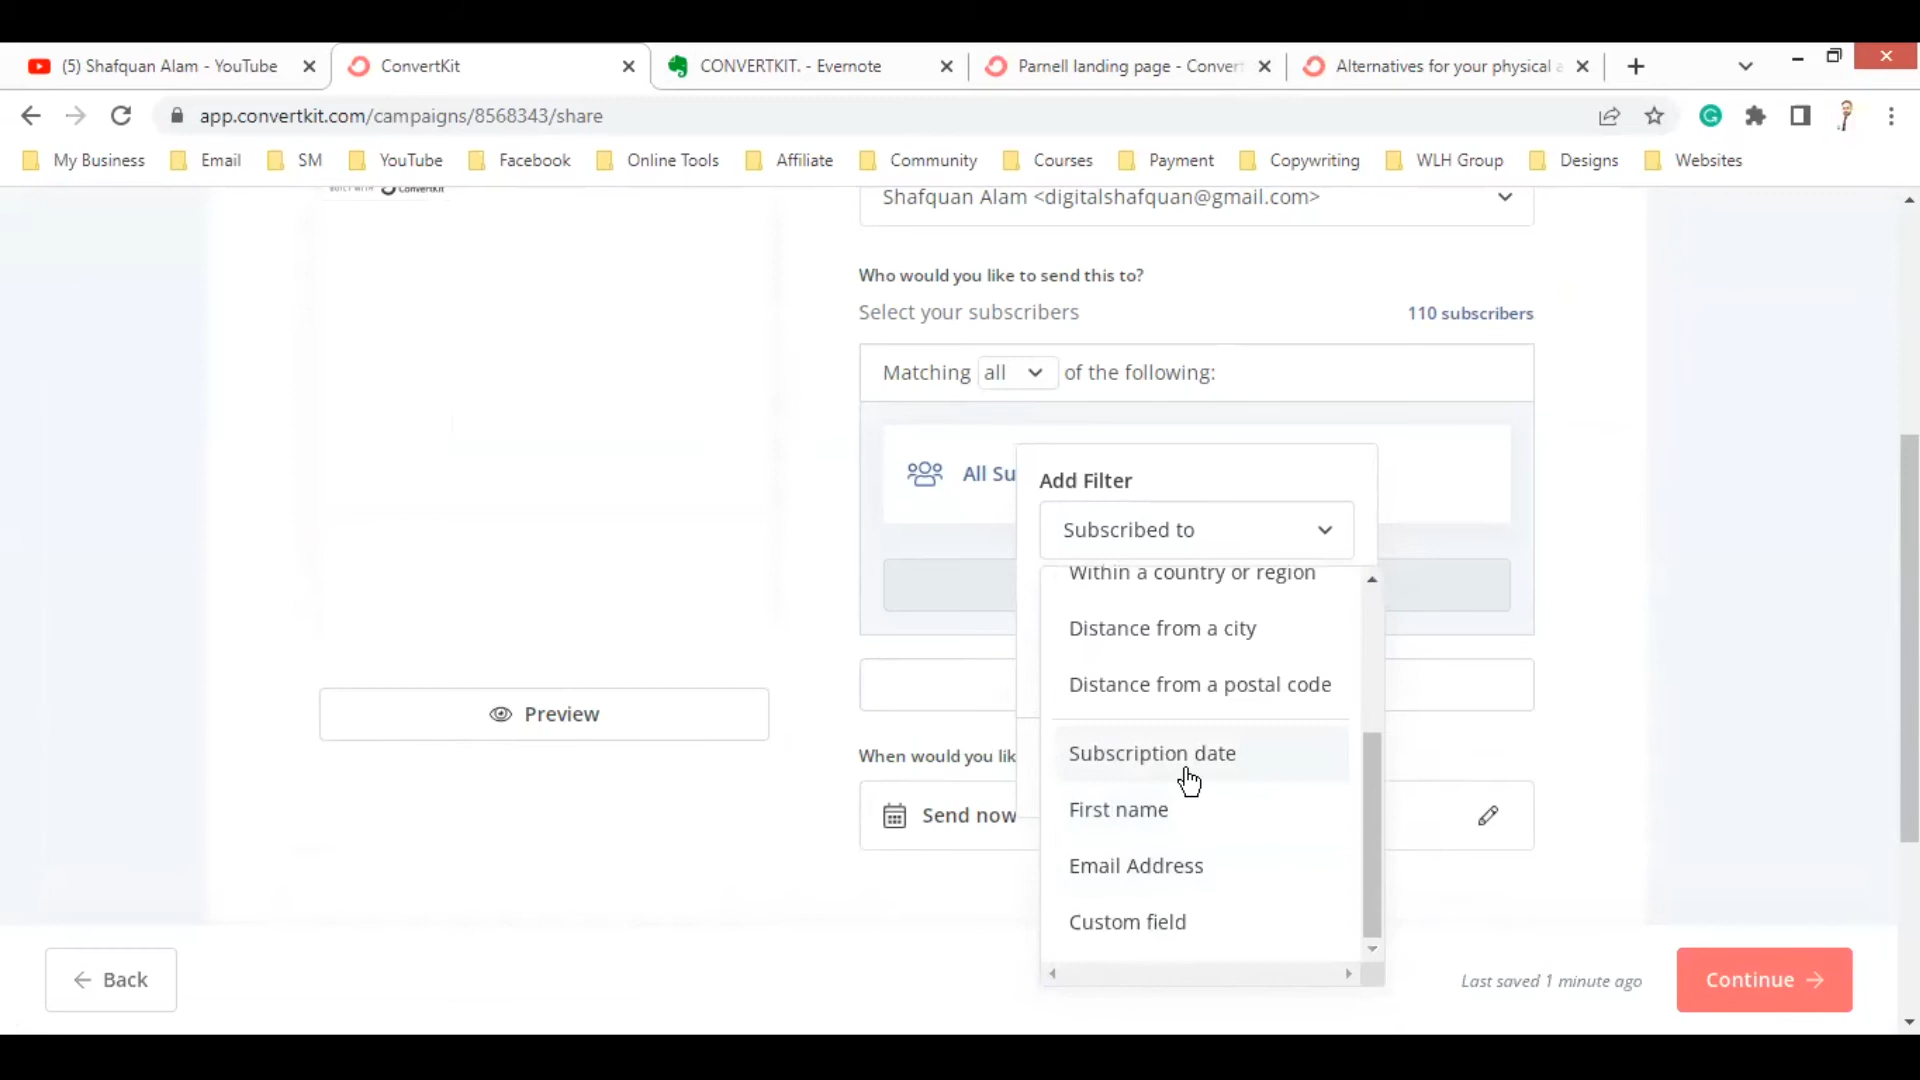 (5) Shafquan Alam - YouTube
ConvertKit
CONVERTKIT. - Evernote
Parnell landing page - Convert
Alternatives for your physical a
app.convertkit.com/campaigns/8568343/share
My Business
Email
SM
YouTube
Facebook
Online Tools
Affiliate
Community
Courses
Payment
Copywriting
WLH Group
Designs
Websites
BUILT WITH ConvertKit
Shafquan Alam <digitalshafquan@gmail.com>
Who would you like to send this to?
Select your subscribers
110 subscribers
Matching all of the following:
All Su
Add Filter
Subscribed to
Within a country or region
Distance from a city
Distance from a postal code
Subscription date
First name
Email Address
Custom field
Preview
When would you lik
Send now
Back
Last saved 1 minute ago
Continue